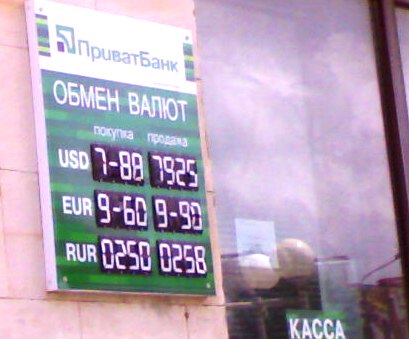 ПриватБанк
ОБМЕН ВАЛЮТ
покупка продажа
USD 7-88 7925
EUR 9-60 9-90
RUR 0250 0258
КАССА